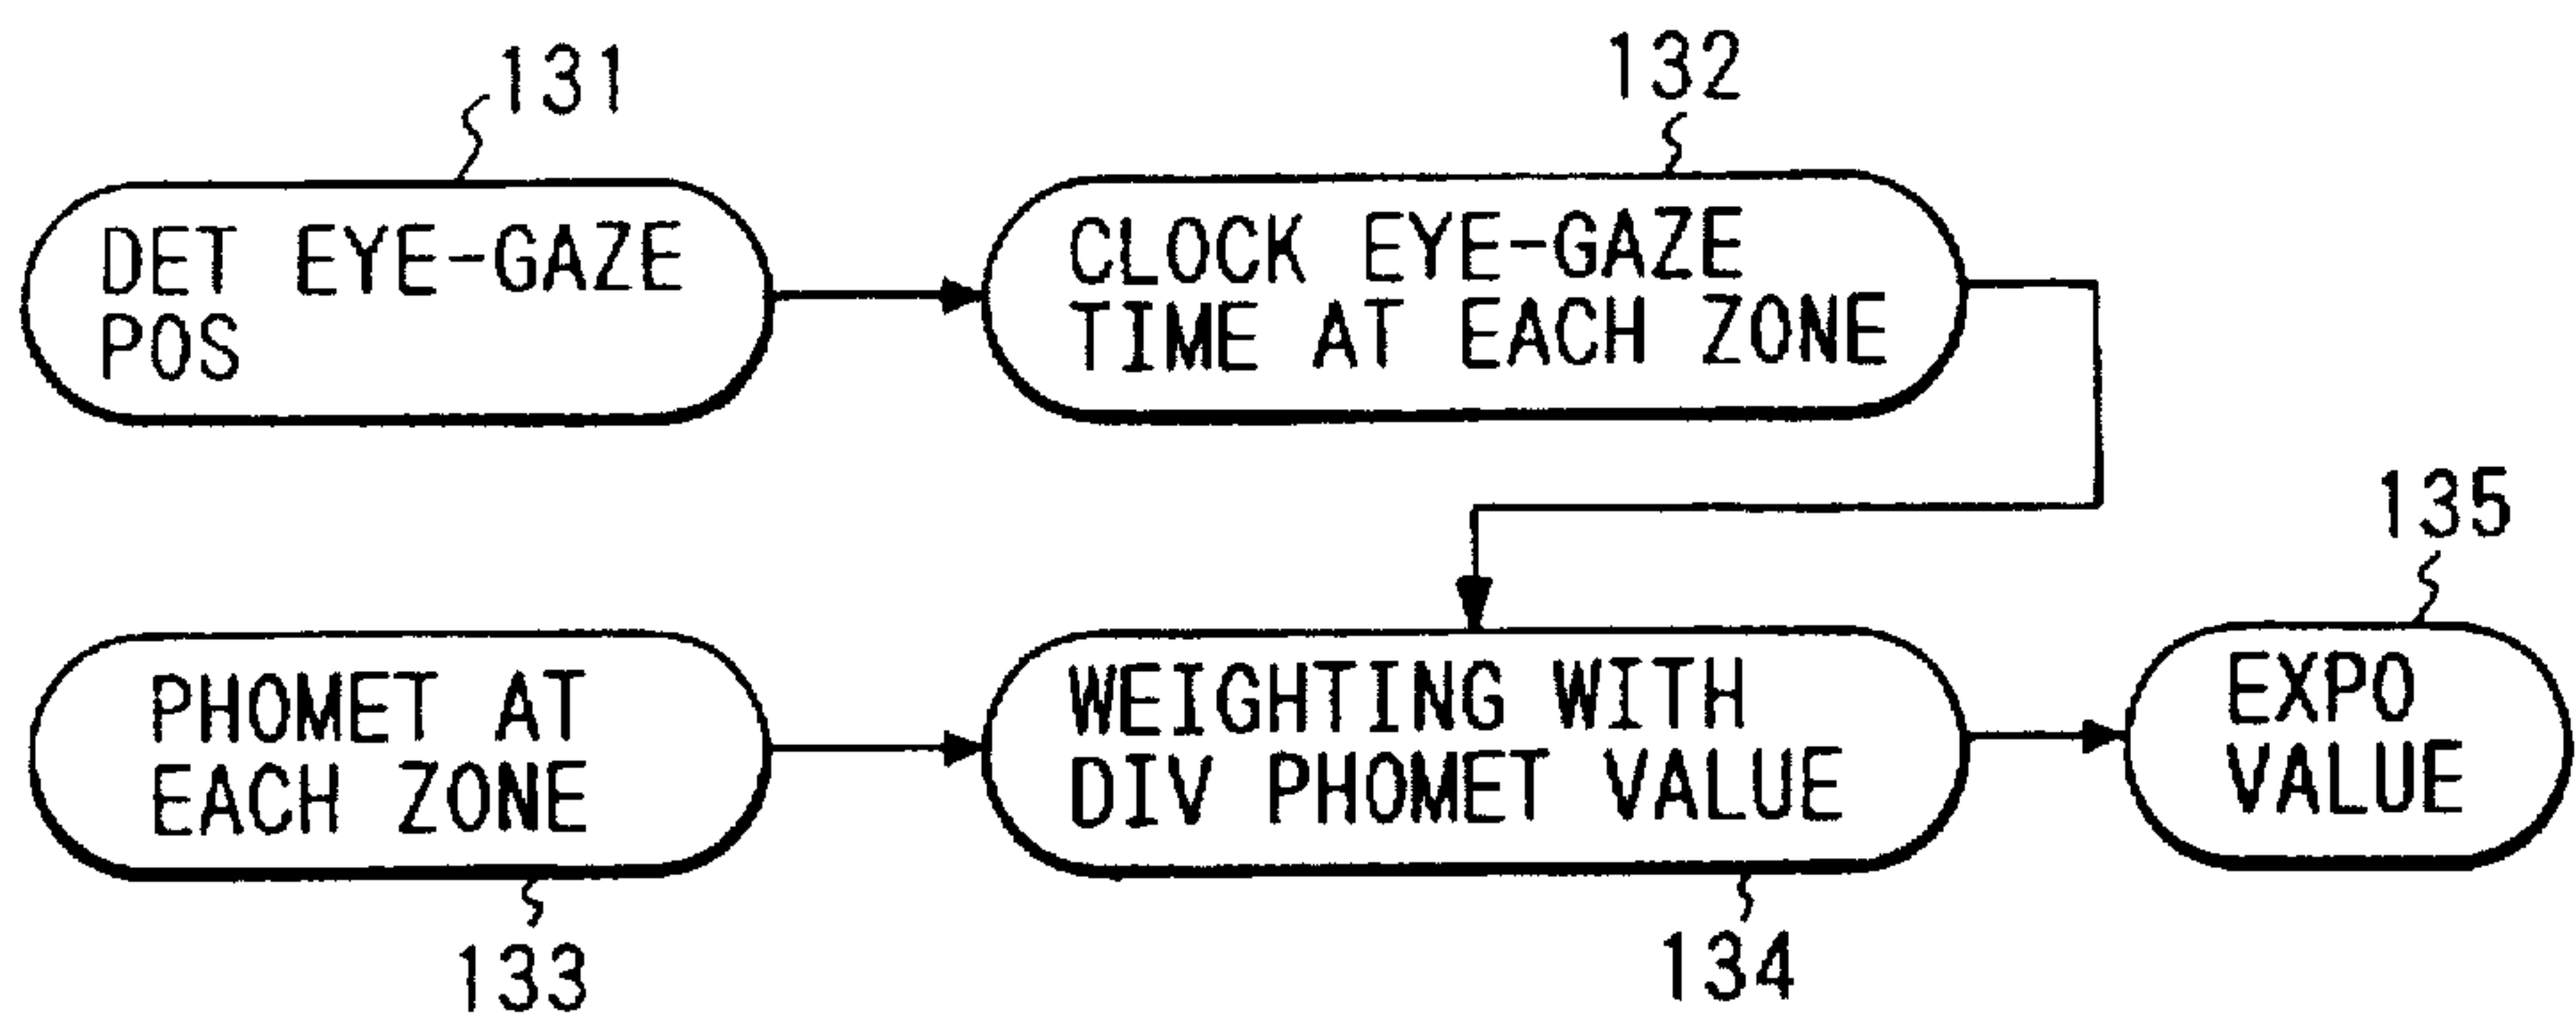 131
DET EYE-GAZE
POS
132
CLOCK EYE-GAZE
TIME AT EACH ZONE
133
PHOMET AT
EACH ZONE
134
WEIGHTING WITH
DIV PHOMET VALUE
135
EXPO
VALUE